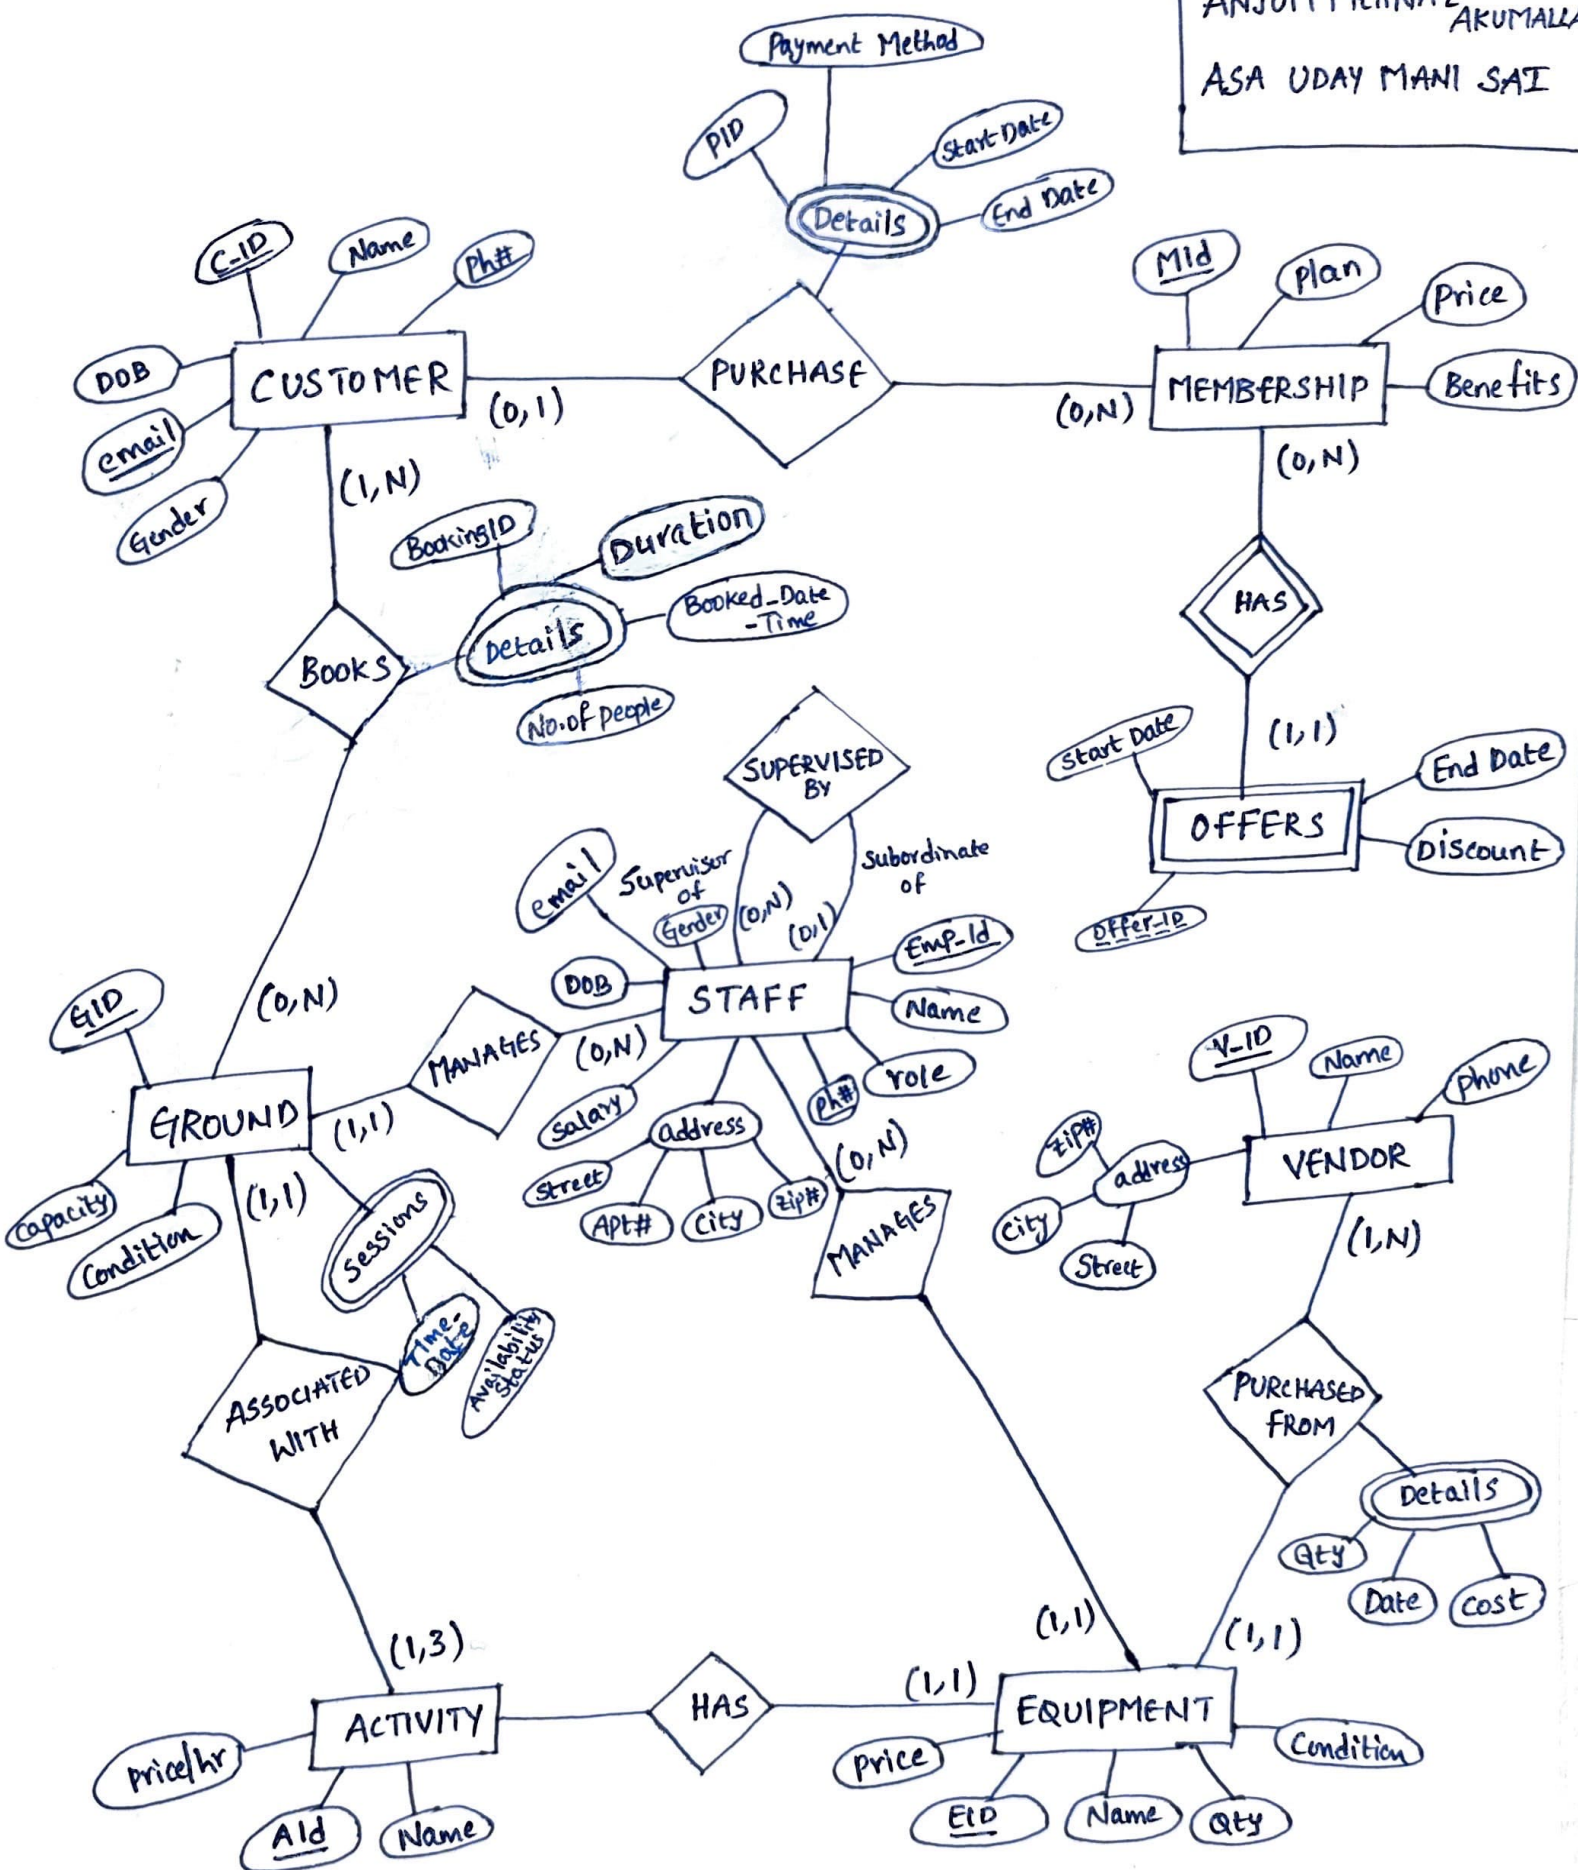 AKUMALLA
ASA UDAY MANI SAI
Payment Method
PID
Start Date
End Date
Details
C-ID
Name
Ph#
DOB
CUSTOMER
email
Gender
(0,1)
PURCHASE
(0,N)
MId
Plan
Price
MEMBERSHIP
Benefits
(1,N)
(0,N)
BookingID
Duration
Details
Booked-Date
-Time
No.of people
BOOKS
HAS
(1,1)
Start Date
End Date
OFFERS
Discount
Offer-ID
SUPERVISED
BY
Supervisor
of
Subordinate
of
(0,N)
(0,1)
email
Gender
DOB
STAFF
Emp-Id
Name
role
Ph#
Salary
address
Street
Apt#
City
Zip#
(0,N)
GID
(0,N)
MANAGES
(0,N)
GROUND
(1,1)
Capacity
Condition
(1,1)
Sessions
Time-
Date
Availability
Status
ASSOCIATED
WITH
MANAGES
V-ID
Name
Phone
VENDOR
address
Zip#
City
Street
(1,N)
PURCHASED
FROM
Details
Qty
Date
Cost
(1,3)
(1,1)
(1,1)
(1,1)
ACTIVITY
HAS
EQUIPMENT
Price/hr
AId
Name
Price
EID
Name
Qty
Condition